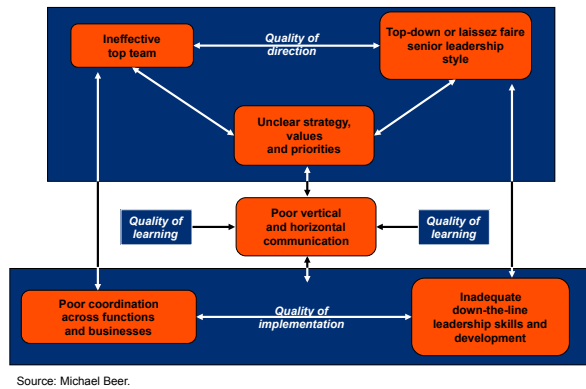 Ineffective
top team
Quality of
direction
Top-down or laissez faire
senior leadership
style
Unclear strategy,
values
and priorities
Quality of
learning
Poor vertical
and horizontal
communication
Quality of
learning
Poor coordination
across functions
and businesses
Quality of
implementation
Inadequate
down-the-line
leadership skills and
development
Source: Michael Beer.